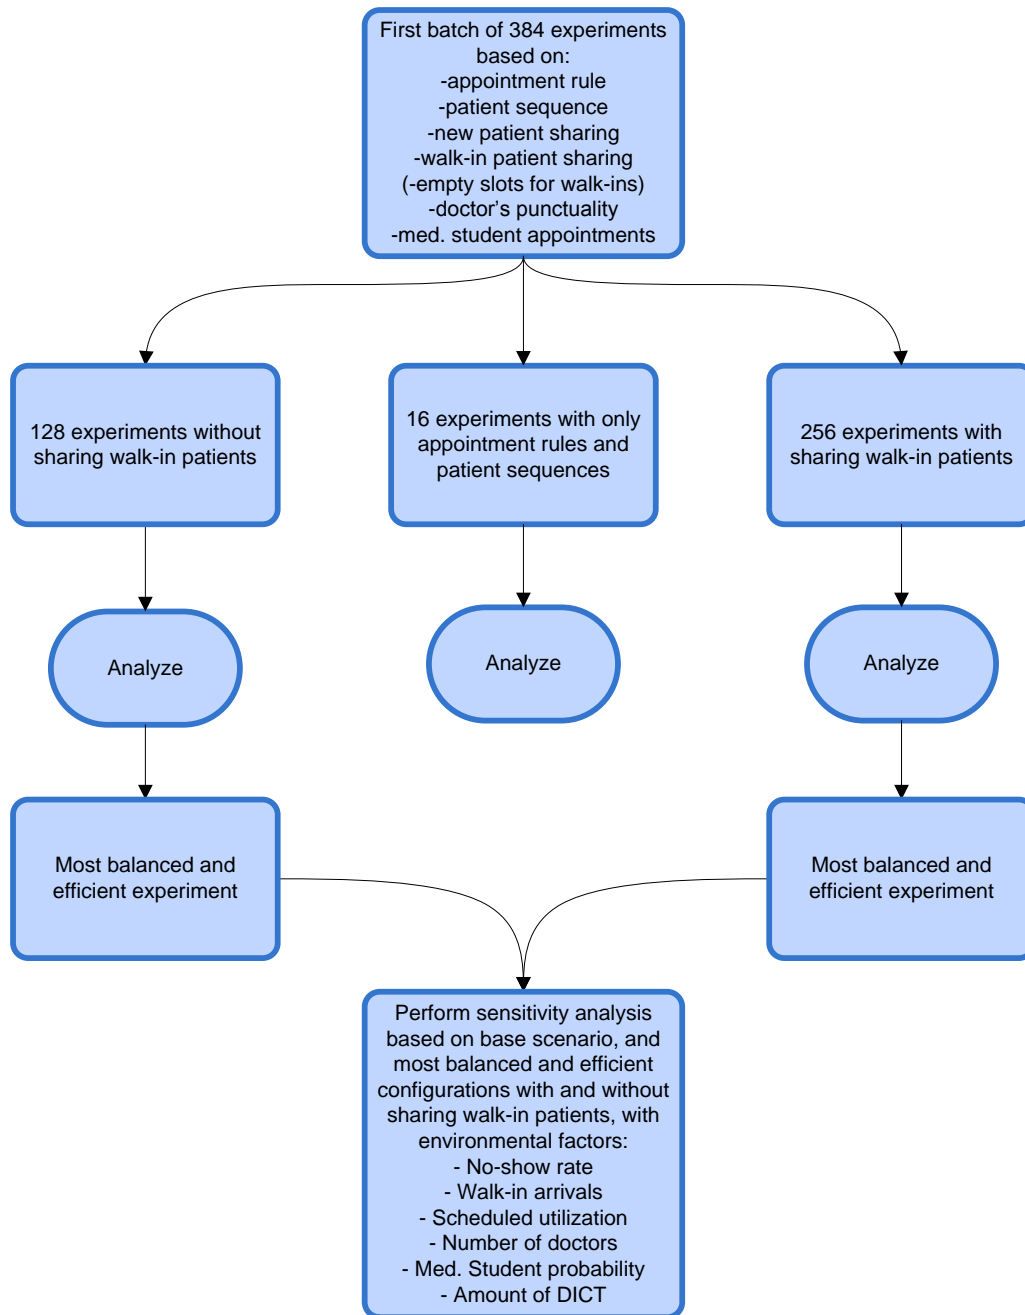 First batch of 384 experiments
based on:
-appointment rule
-patient sequence
-new patient sharing
-walk-in patient sharing
(-empty slots for walk-ins)
-doctor's punctuality
-med. student appointments
128 experiments without
sharing walk-in patients
16 experiments with only
appointment rules and
patient sequences
256 experiments with
sharing walk-in patients
Analyze
Analyze
Analyze
Most balanced and
efficient experiment
Most balanced and
efficient experiment
Perform sensitivity analysis
based on base scenario, and
most balanced and efficient
configurations with and without
sharing walk-in patients, with
environmental factors:
- No-show rate
- Walk-in arrivals
- Scheduled utilization
- Number of doctors
- Med. Student probability
- Amount of DICT